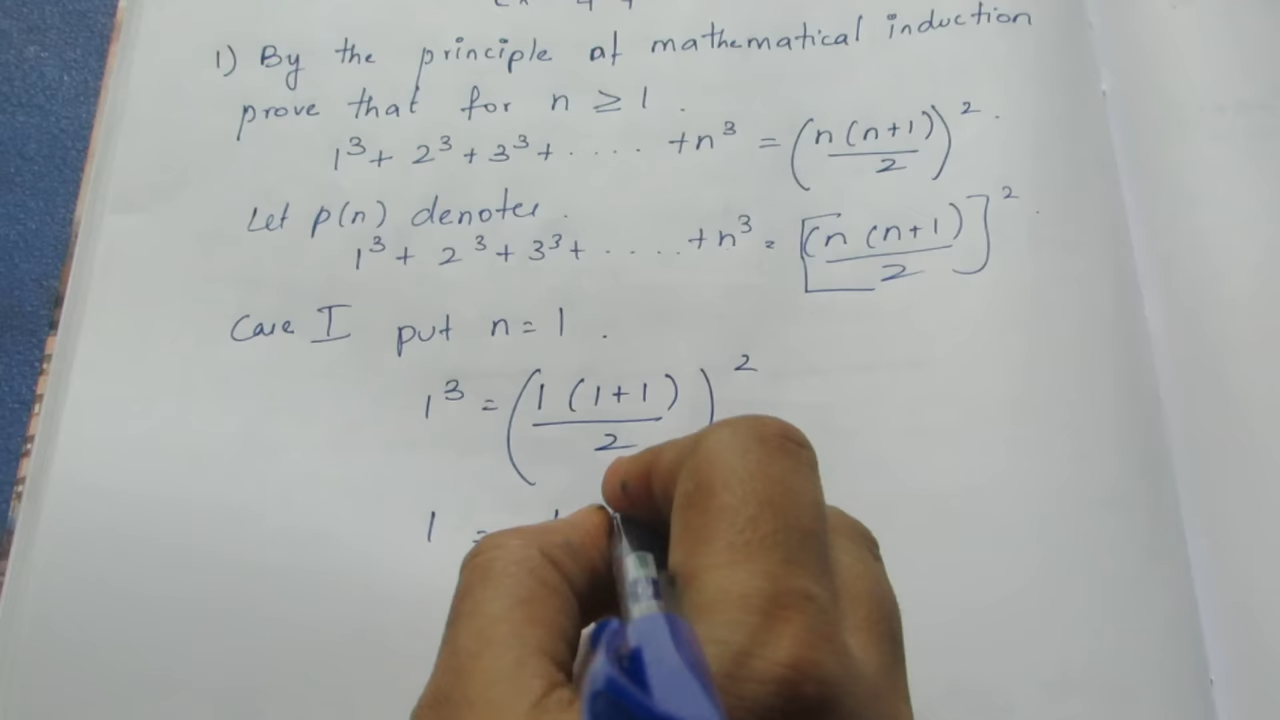 1) By the principle of mathematical induction
prove that for n ≥ 1.
1³ + 2³ + 3³ + ..... + n³ = (n(n+1)/2)².
Let p(n) denotes.
1³ + 2³ + 3³ + ..... + n³ = [(n(n+1)/2]².
Case I put n = 1.
1³ = (1(1+1)/2)²
1 =